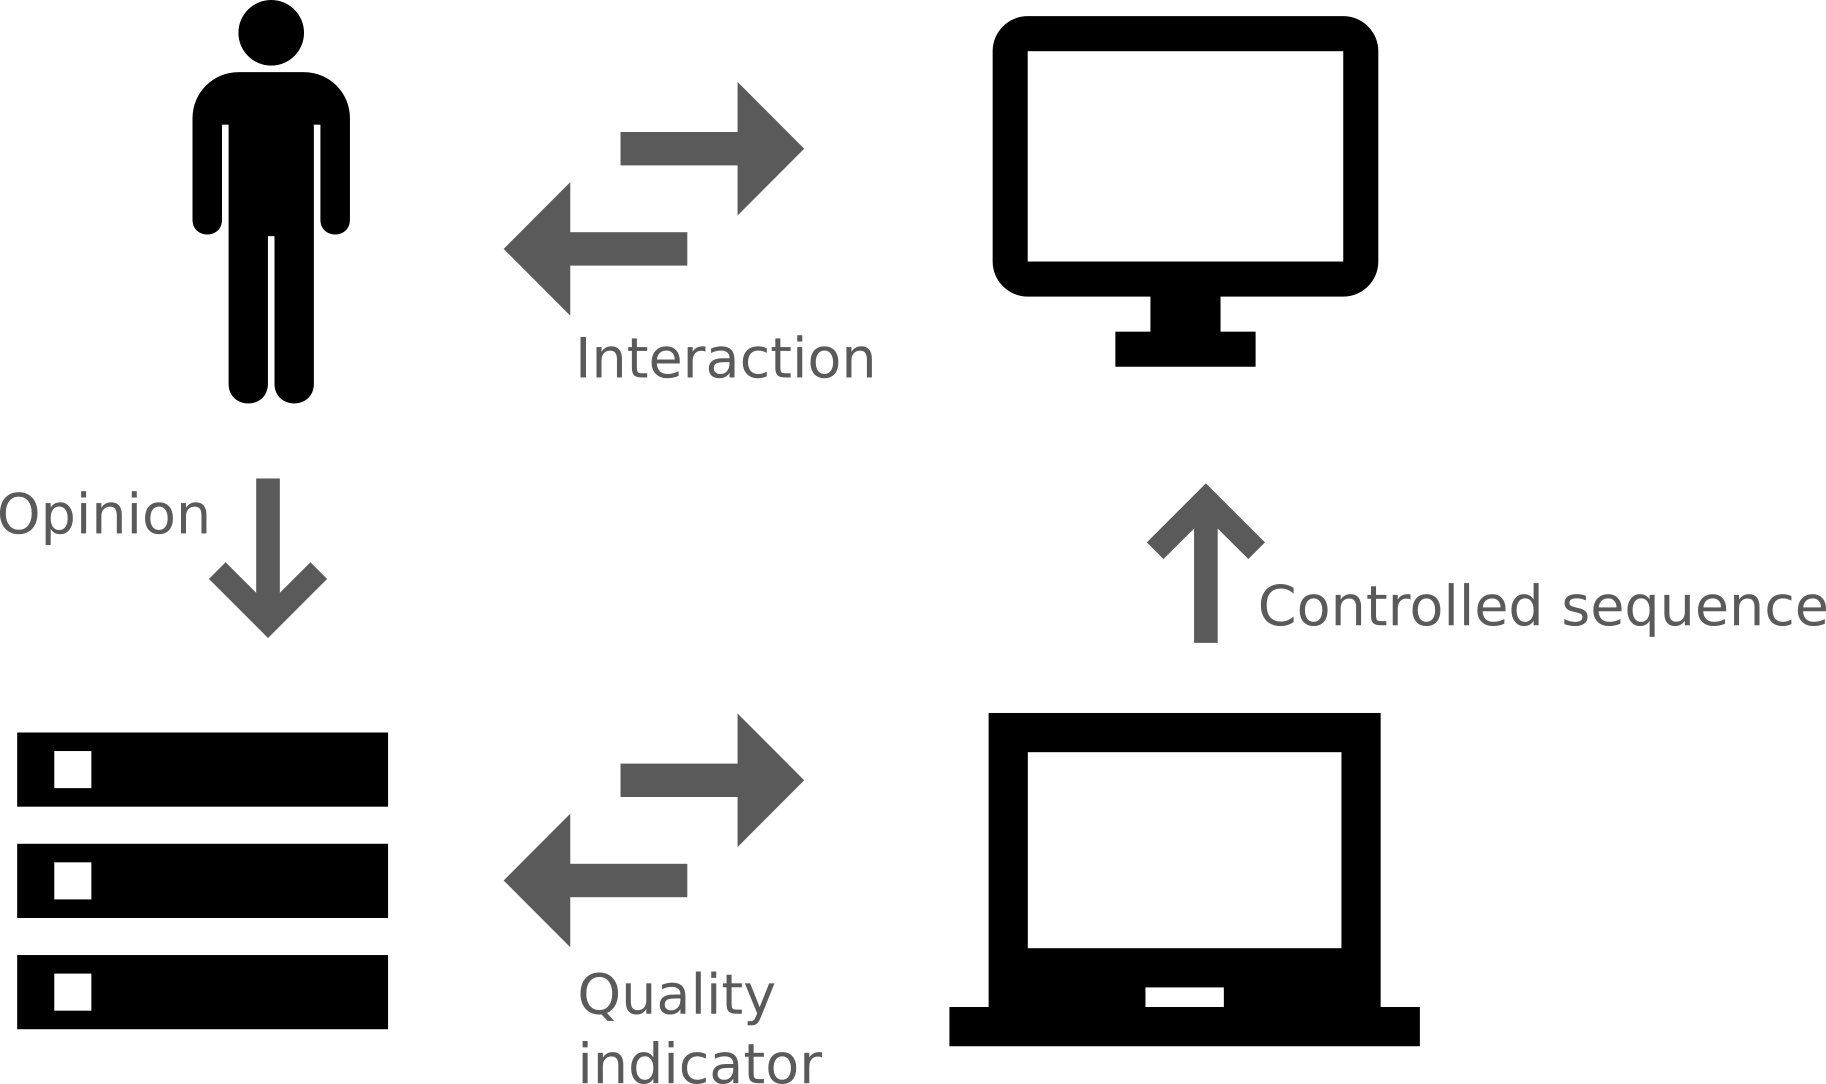 Interaction
Opinion
Controlled sequence
Quality
indicator